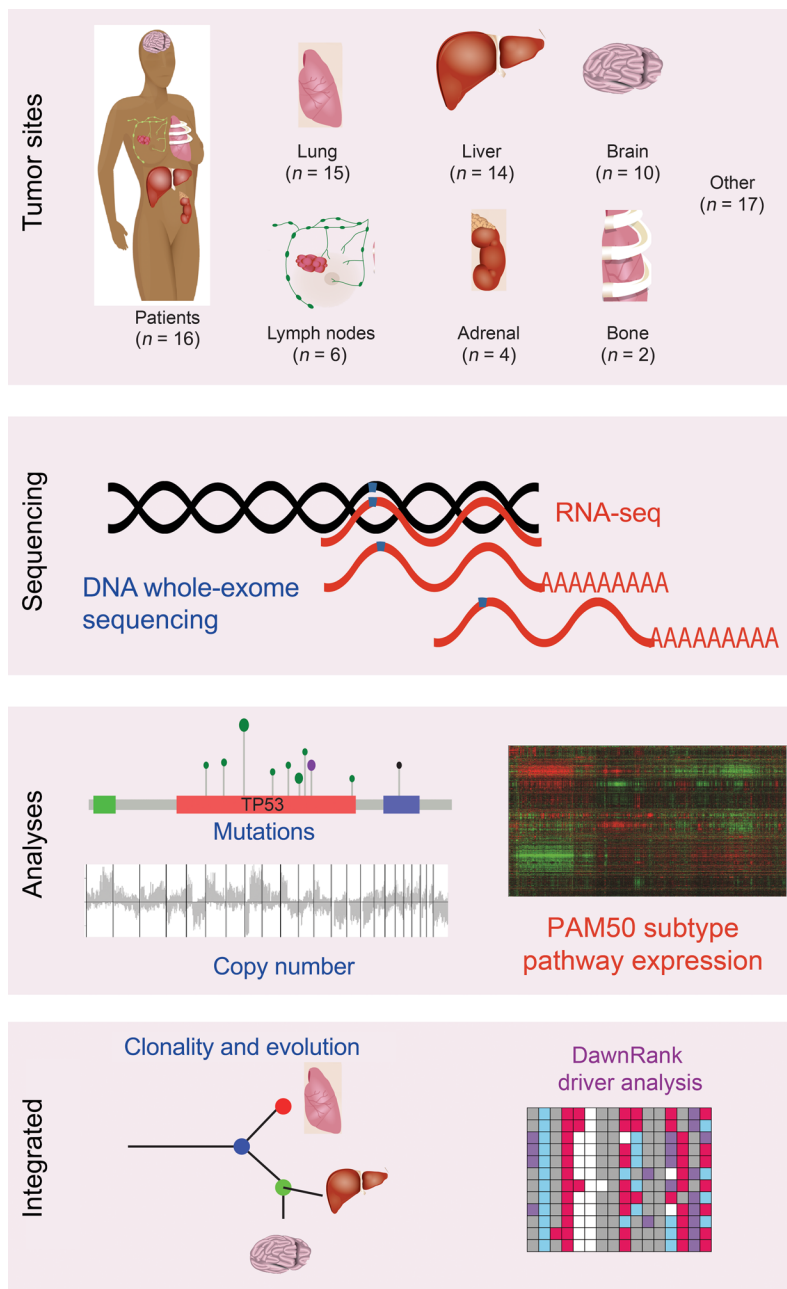 Tumor sites
Patients
(n = 16)
Lung
(n = 15)
Liver
(n = 14)
Brain
(n = 10)
Other
(n = 17)
Lymph nodes
(n = 6)
Adrenal
(n = 4)
Bone
(n = 2)
Sequencing
RNA-seq
DNA whole-exome
sequencing
AAAAAAAAA
AAAAAAAAA
Analyses
TP53
Mutations
Copy number
PAM50 subtype
pathway expression
Integrated
Clonality and evolution
DawnRank
driver analysis